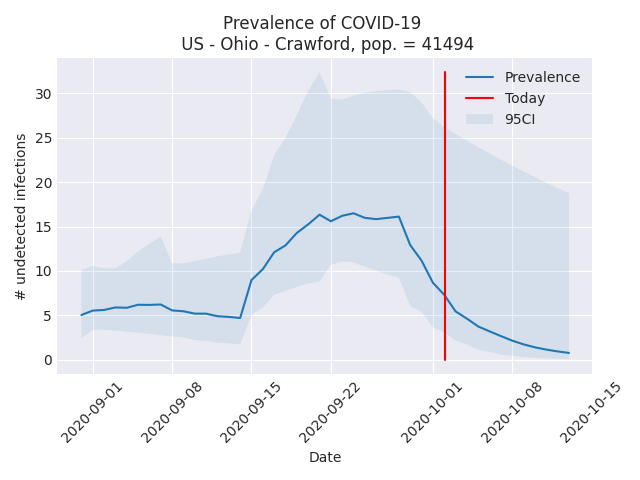 Prevalence of COVID-19
US - Ohio - Crawford, pop. = 41494
Prevalence
Today
95CI
# undetected infections
30
25
20
15
10
5
0
2020-09-01
2020-09-08
2020-09-15
2020-09-22
2020-10-01
2020-10-08
2020-10-15
Date